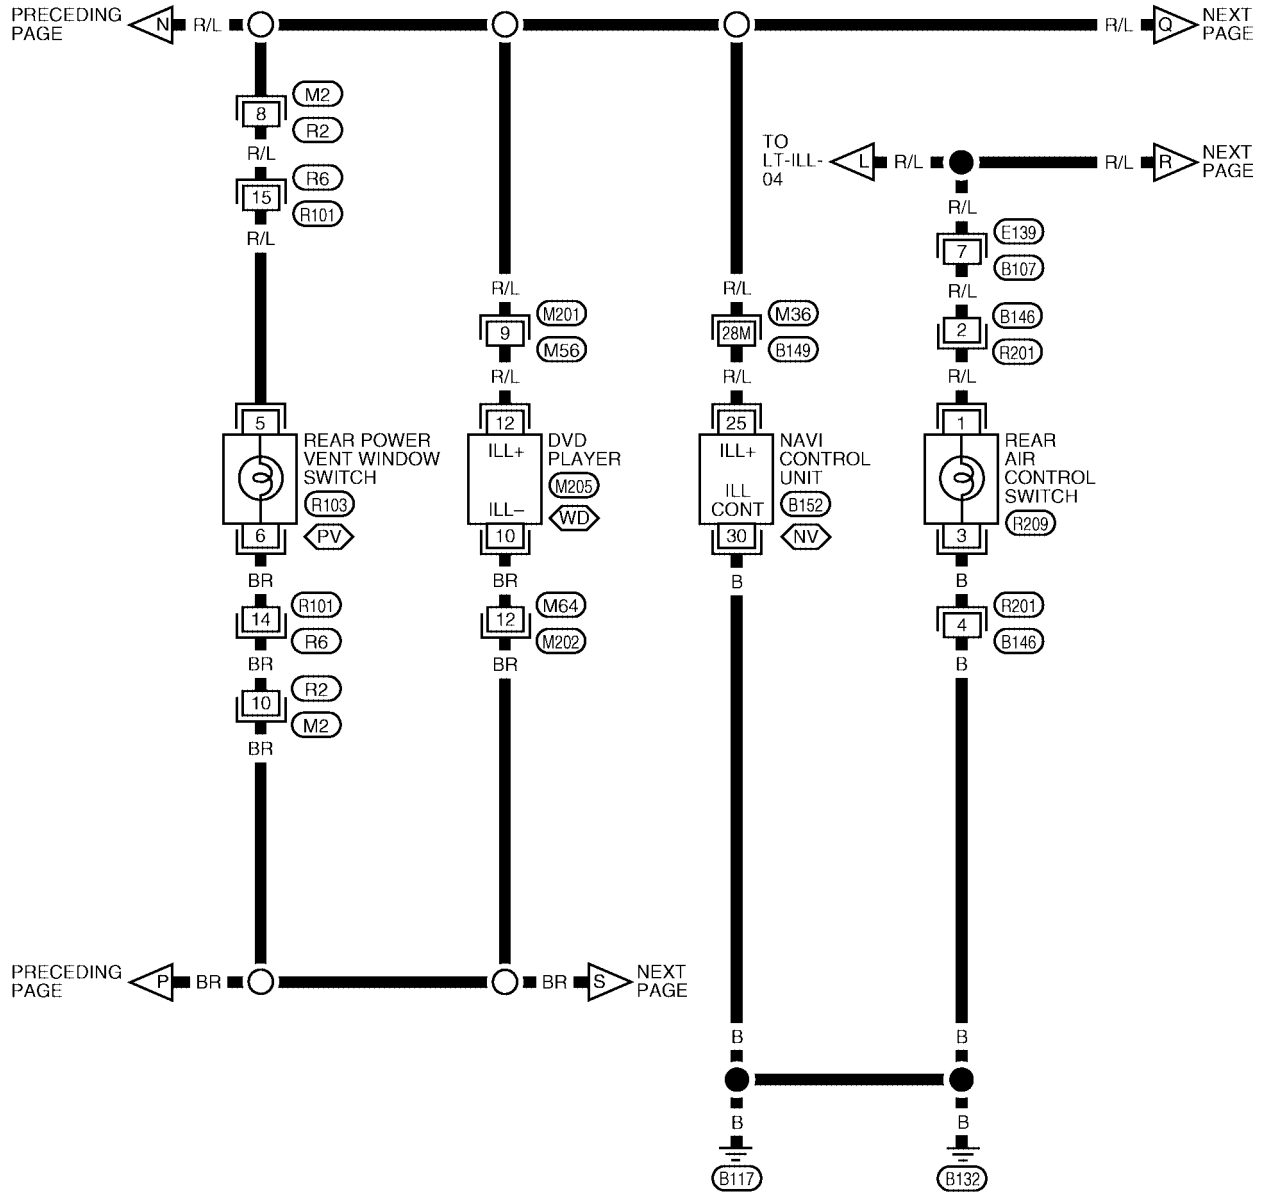 PRECEDING
PAGE
N
R/L
R/L
Q
NEXT
PAGE
8
M2
R2
R/L
15
R6
R101
R/L
TO
LT-ILL-
04
L
R/L
R/L
R
NEXT
PAGE
R/L
7
E139
B107
R/L
2
B146
R201
R/L
R/L
9
M201
M56
R/L
R/L
28M
M36
B149
R/L
5
REAR POWER
VENT WINDOW
SWITCH
R103
PV
6
12
ILL+
ILL-
10
DVD
PLAYER
M205
WD
25
ILL+
ILL
CONT
30
NAVI
CONTROL
UNIT
B152
NV
1
REAR
AIR
CONTROL
SWITCH
R209
3
BR
14
R101
R6
BR
10
R2
M2
BR
BR
12
M64
M202
BR
B
B
4
R201
B146
B
PRECEDING
PAGE
P
BR
BR
S
NEXT
PAGE
B
B
B
B
B117
B132